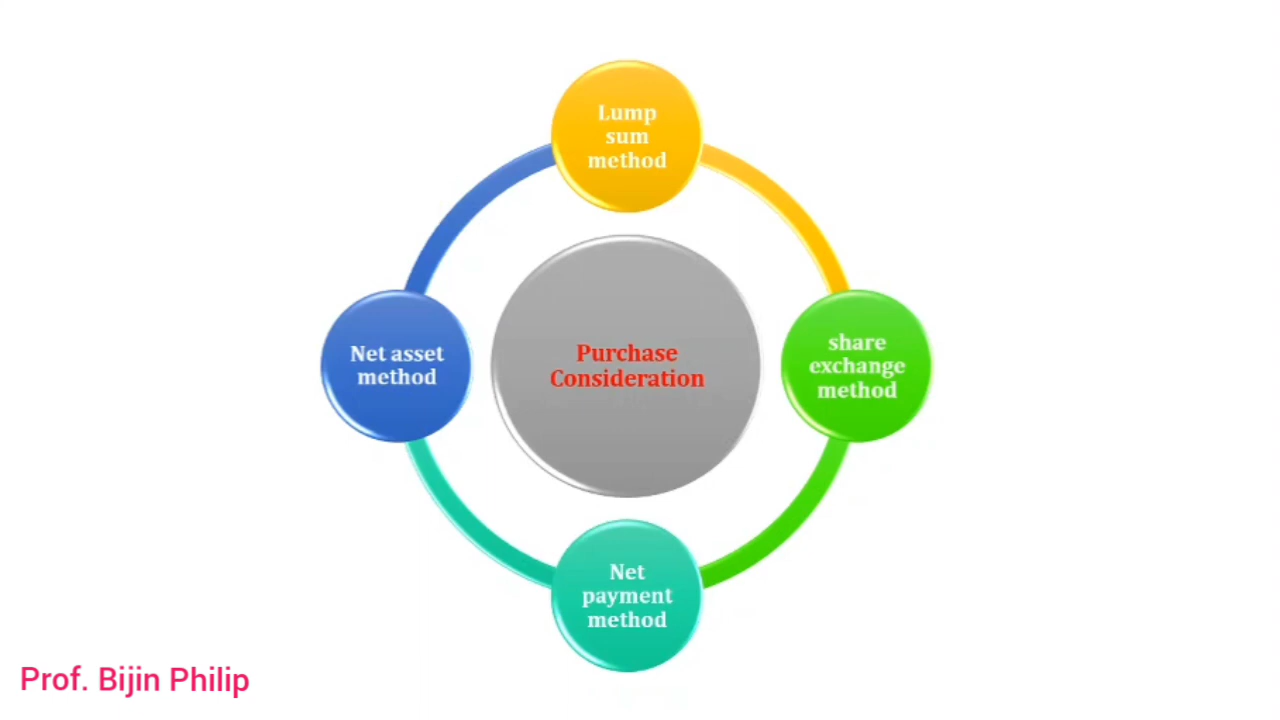 Lump
sum
method
Net asset
method
Purchase
Consideration
share
exchange
method
Net
payment
method
Prof. Bijin Philip